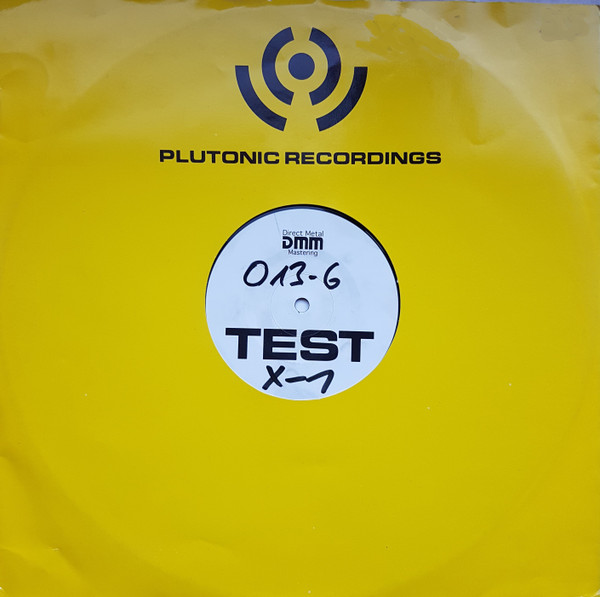 PLUTONIC RECORDINGS
Direct Metal
DMM
Mastering
013-6
TEST
X-1